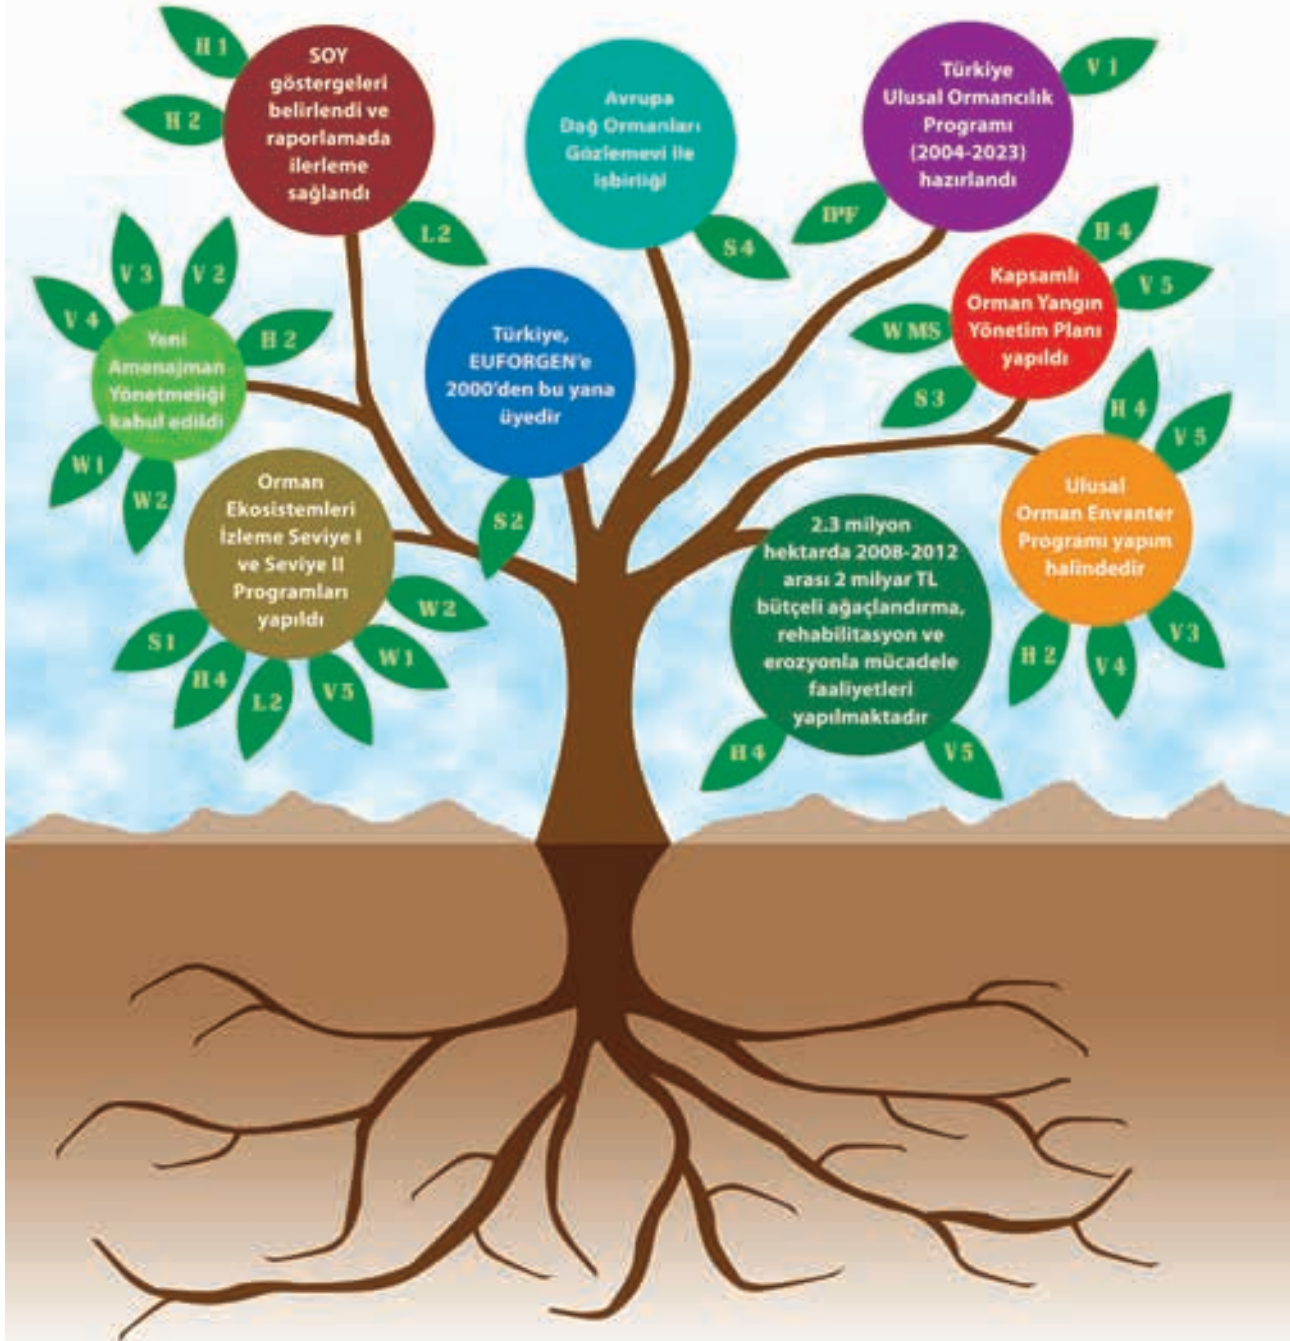 H 1
H 2
SOY
göstergeleri
belirlendi ve
raporlamada
ilerleme
sağlandı
L 2
Avrupa
Dağ Ormanları
Gözlemevi ile
işbirliği
S 4
Türkiye
Ulusal Ormancılık
Programı
(2004-2023)
hazırlandı
V 1
IPF
V 4
V 3
V 2
H 2
Yeni
Amenajman
Yönetmeliği
kabul edildi
W 1
W 2
Türkiye,
EUFORGEN'e
2000'den bu yana
üyedir
S 2
Kapsamlı
Orman Yangın
Yönetim Planı
yapıldı
H 4
V 5
W MS
S 3
Orman
Ekosistemleri
İzleme Seviye I
ve Seviye II
Programları
yapıldı
S 1
H 4
L 2
V 5
W 1
W 2
2.3 milyon
hektarda 2008-2012
arası 2 milyar TL
bütçeli ağaçlandırma,
rehabilitasyon ve
erozyonla mücadele
faaliyetleri
yapılmaktadır
H 4
V 5
H 4
V 5
Ulusal
Orman Envanter
Programı yapım
halindedir
H 2
V 4
V 3